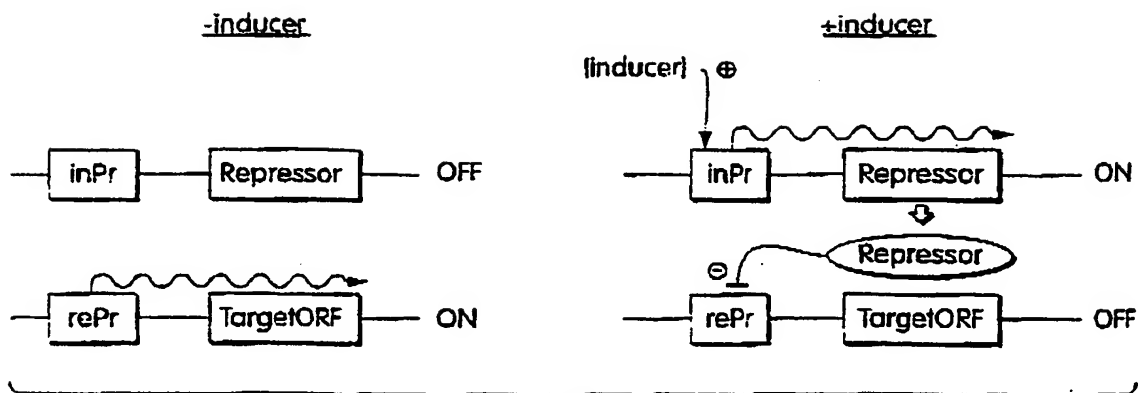 -inducer
inPr Repressor OFF
rePr TargetORF ON
+inducer
[inducer] ⊕
inPr Repressor ON
Repressor
⊖
rePr TargetORF OFF